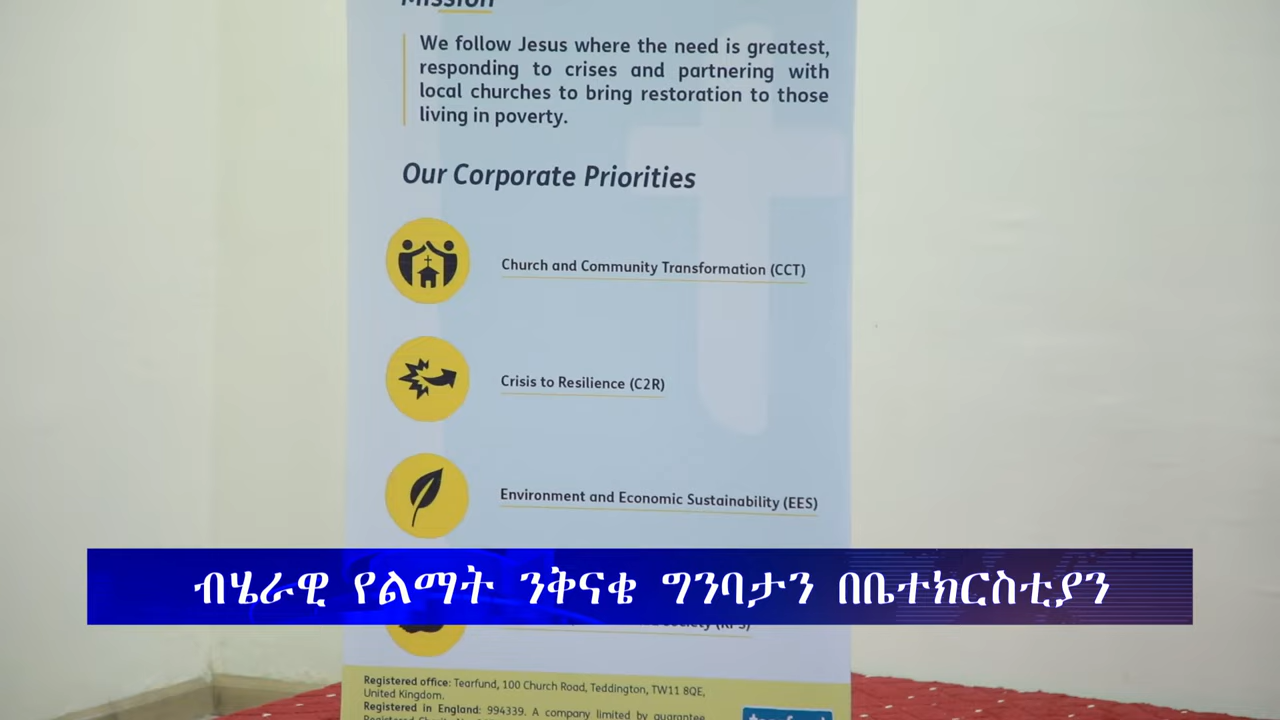 Mission
We follow Jesus where the need is greatest,
responding to crises and partnering with
local churches to bring restoration to those
living in poverty.
Our Corporate Priorities
Church and Community Transformation (CCT)
Crisis to Resilience (C2R)
Environment and Economic Sustainability (EES)
ብሄራዊ የልማት ንቅናቄ ግንባታን በቤተክርስቲያን
Registered office: Tearfund, 100 Church Road, Teddington, TW11 8QE,
United Kingdom.
Registered in England: 994339. A company limited by guarantee
tearfund